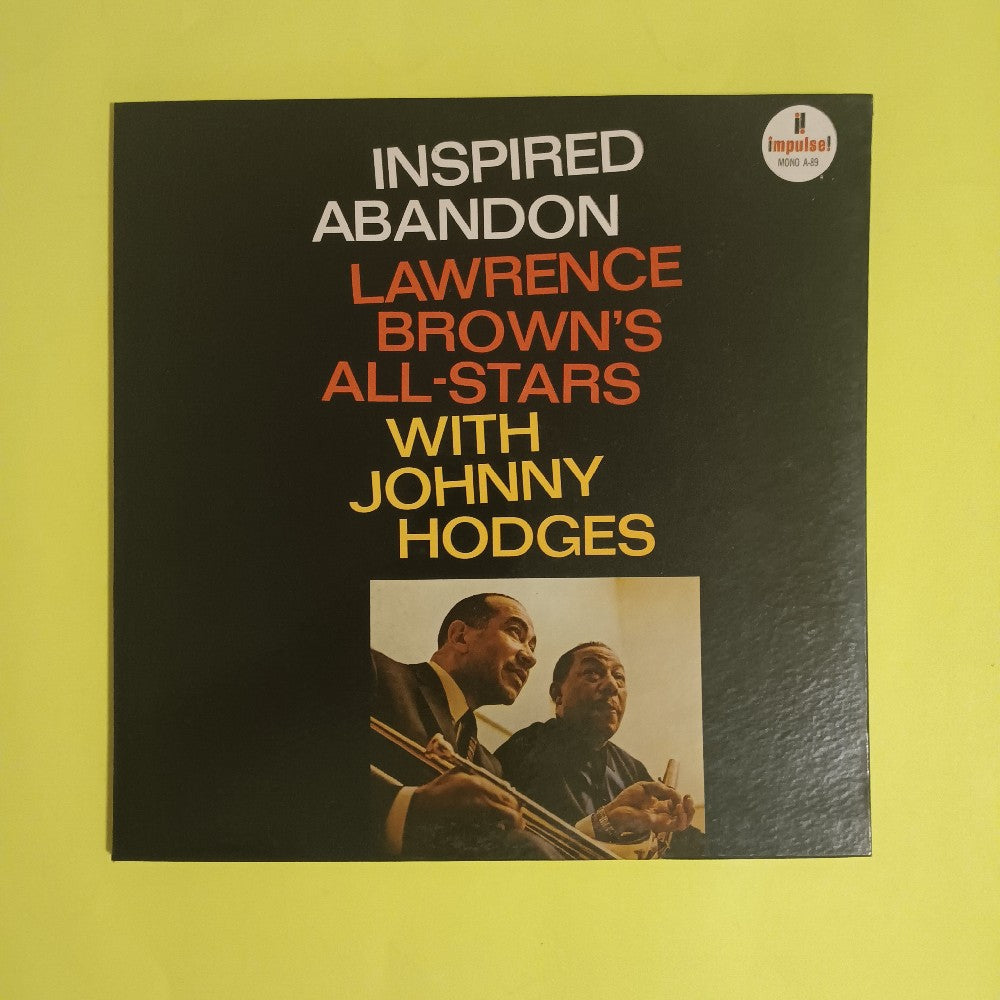 INSPIRED
ABANDON
LAWRENCE
BROWN'S
ALL-STARS
WITH
JOHNNY
HODGES
i!
impulse!
MONO A-89